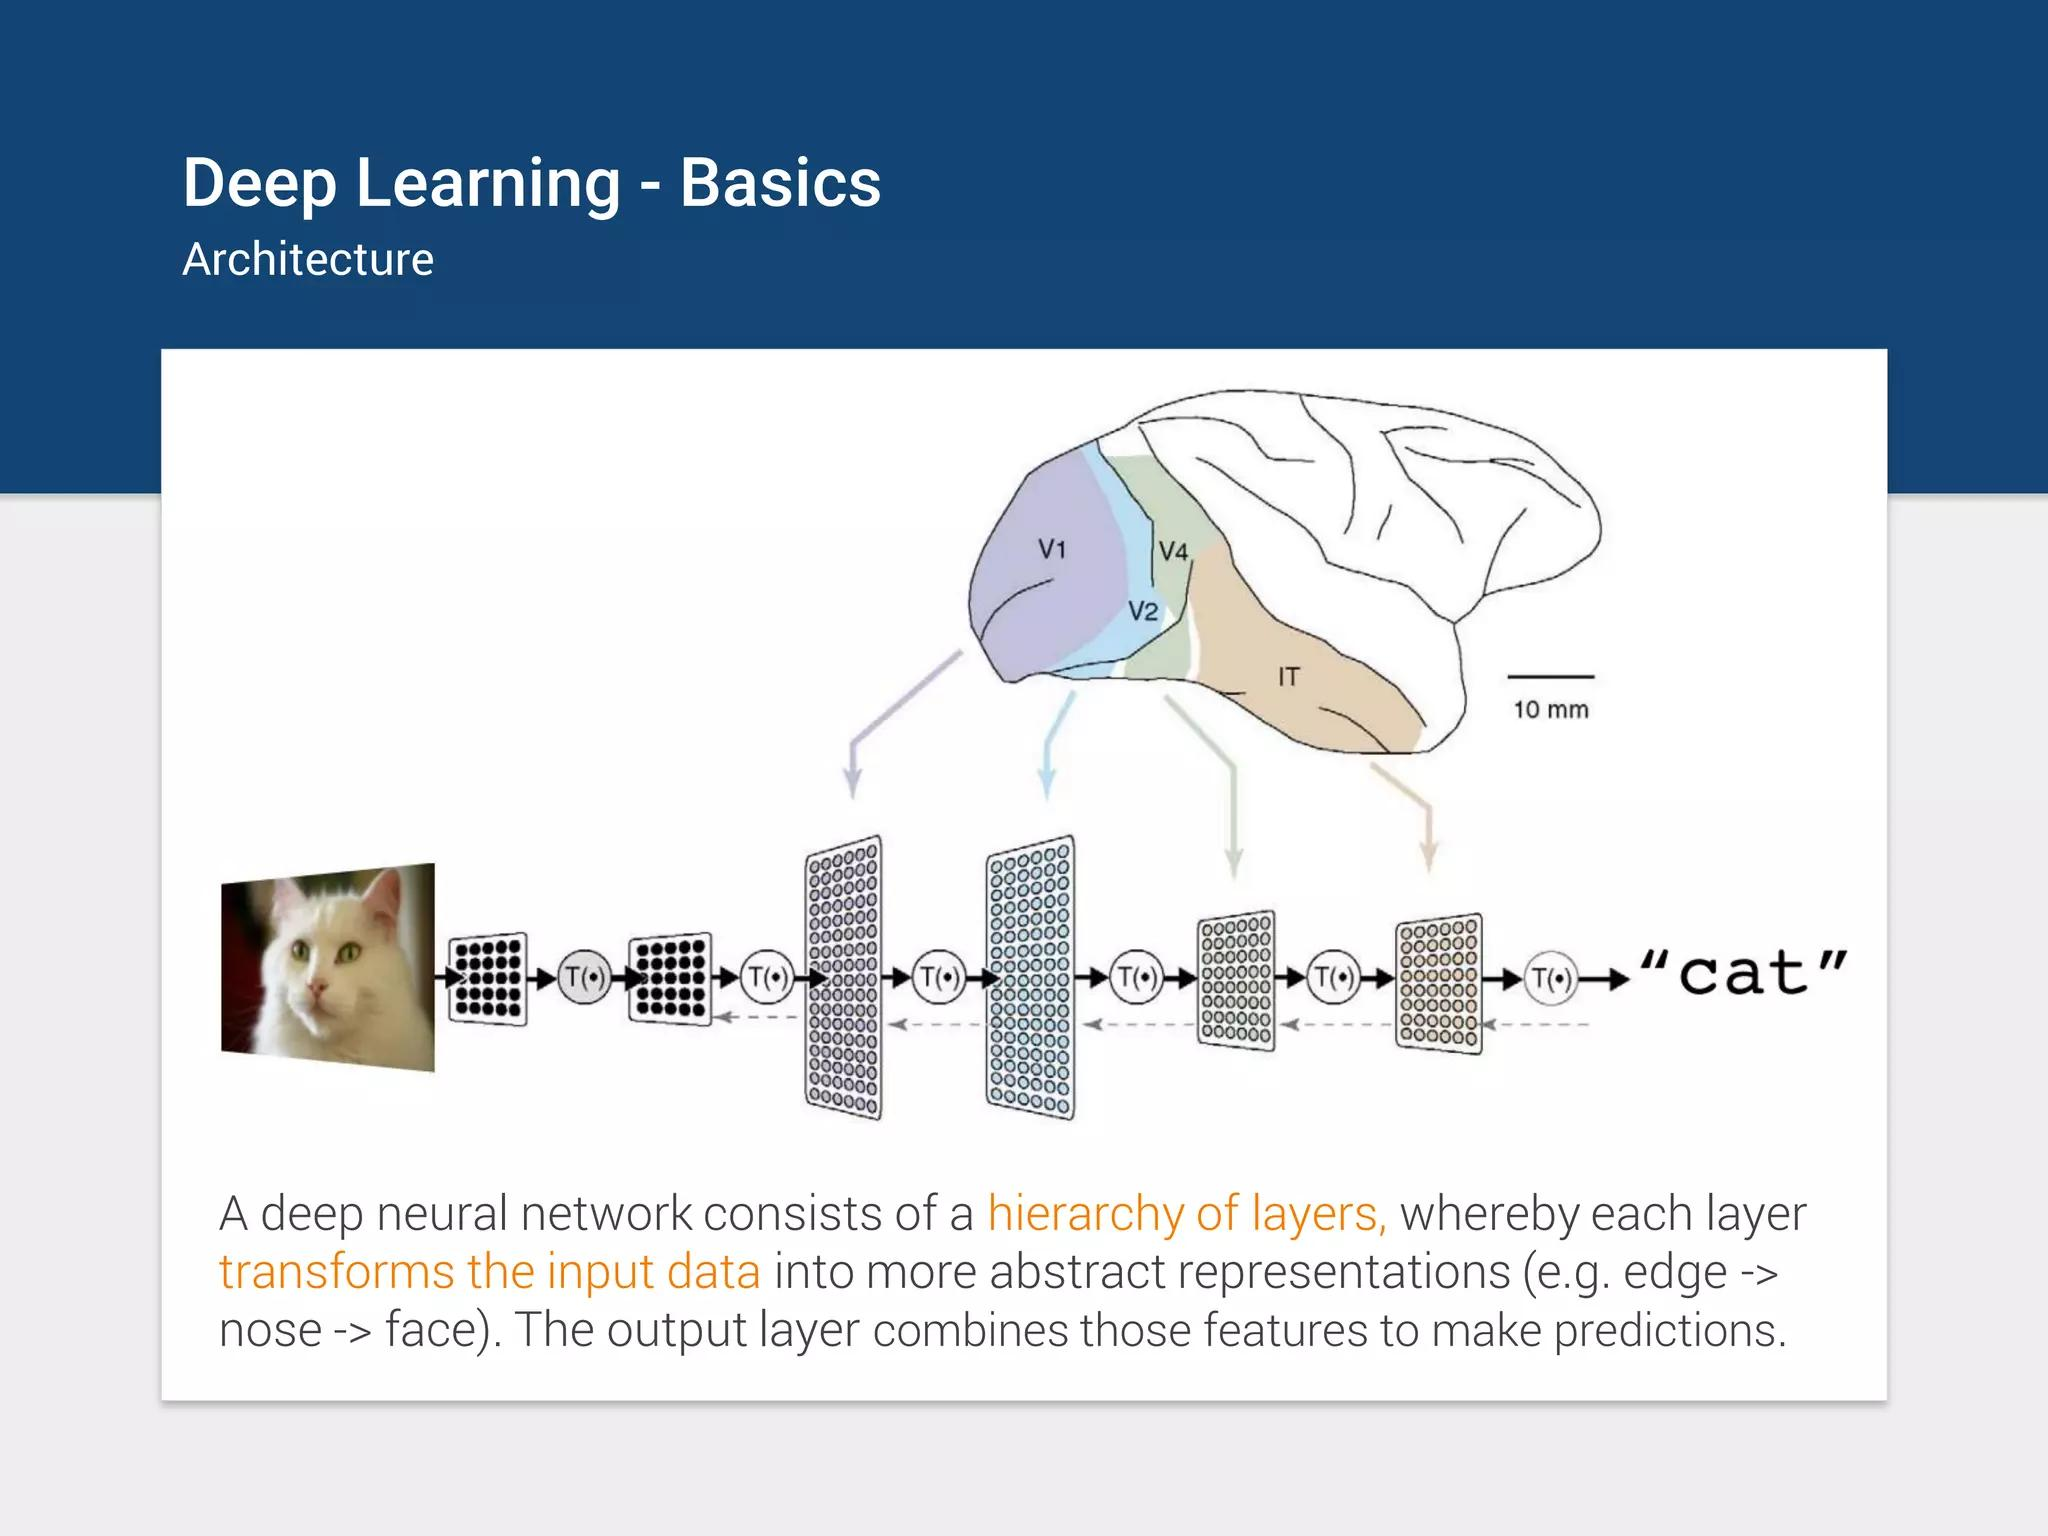 Deep Learning - Basics
Architecture
V1
V4
V2
IT
10 mm
T(•)
T(•)
T(•)
T(•)
T(•)
T(•)
“cat”
A deep neural network consists of a hierarchy of layers, whereby each layer
transforms the input data into more abstract representations (e.g. edge ->
nose -> face). The output layer combines those features to make predictions.